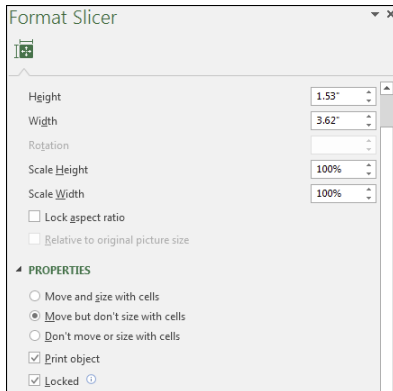 Format Slicer
Height 1.53"
Width 3.62"
Rotation
Scale Height 100%
Scale Width 100%
Lock aspect ratio
Relative to original picture size
PROPERTIES
Move and size with cells
Move but don't size with cells
Don't move or size with cells
Print object
Locked